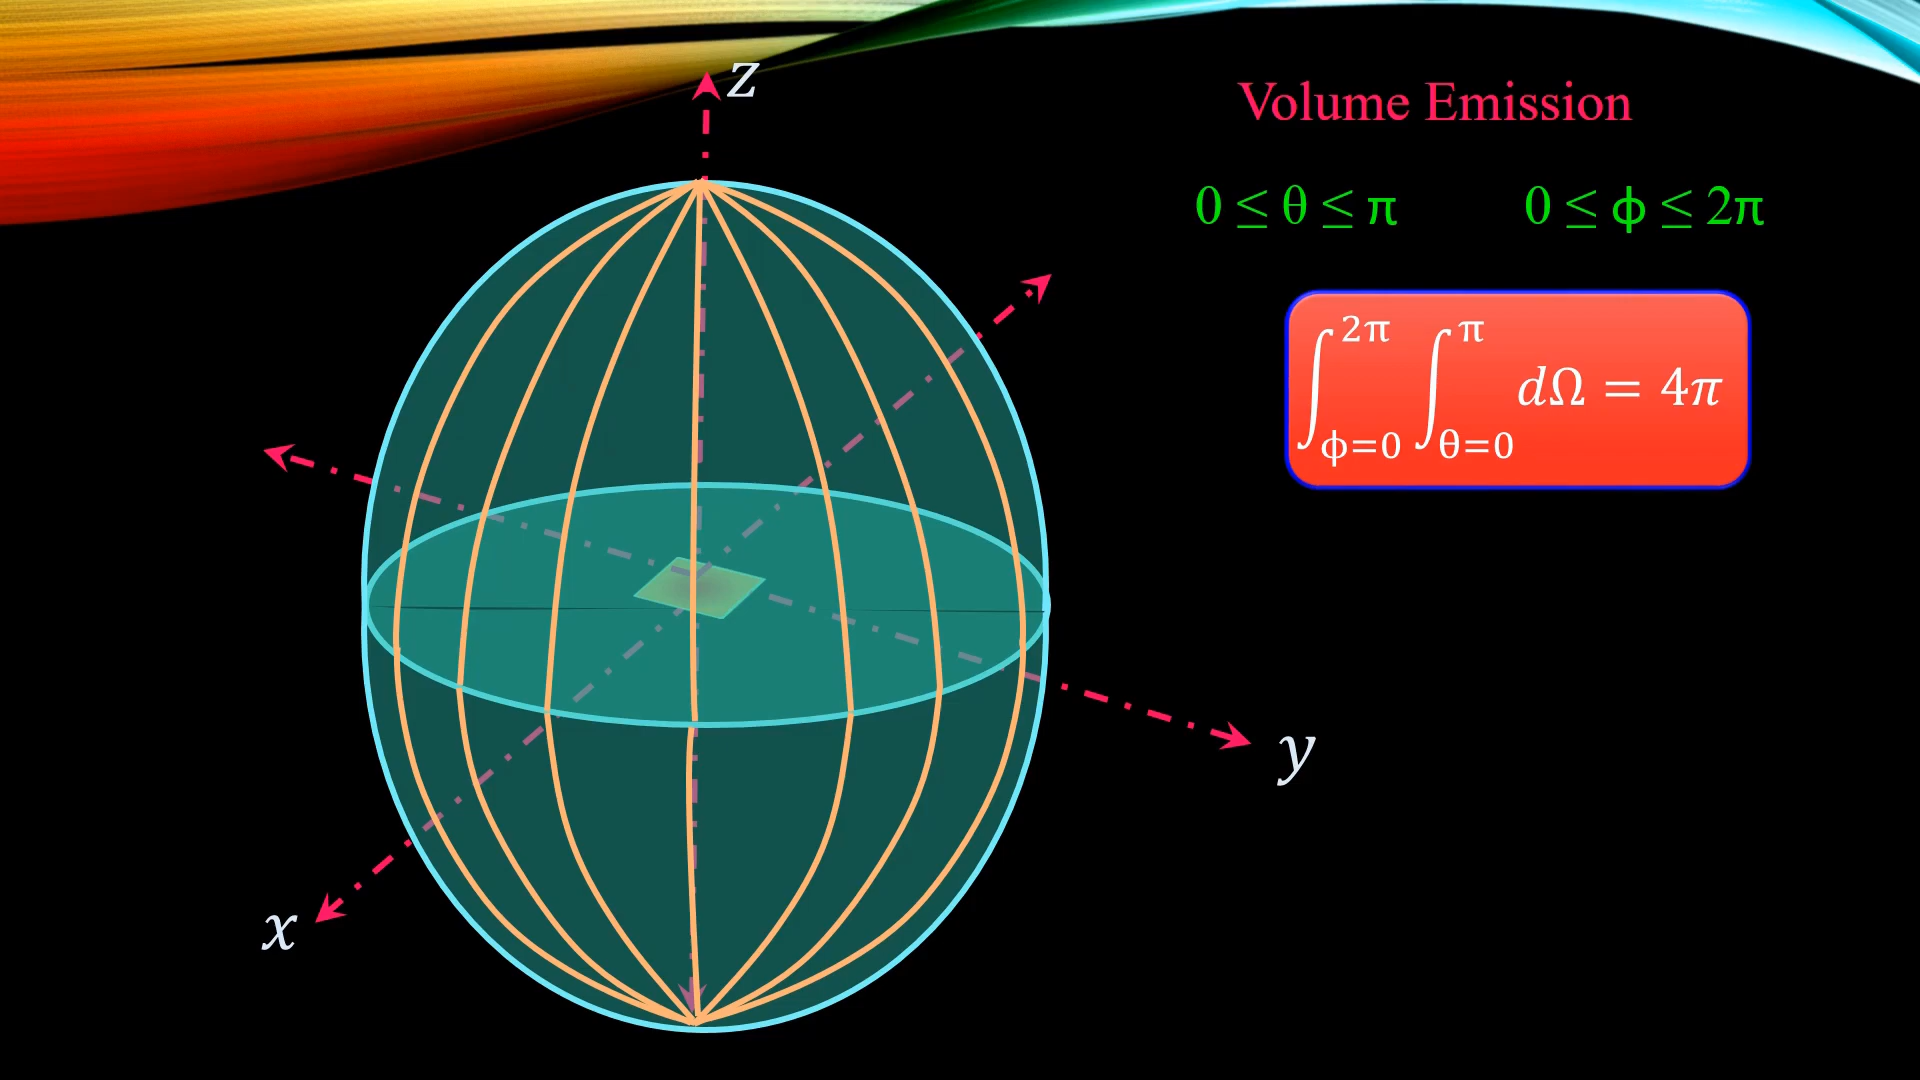 z
Volume Emission
0 ≤ θ ≤ π 0 ≤ ϕ ≤ 2π
∫_{ϕ=0}^{2π} ∫_{θ=0}^{π} dΩ = 4π
y
x